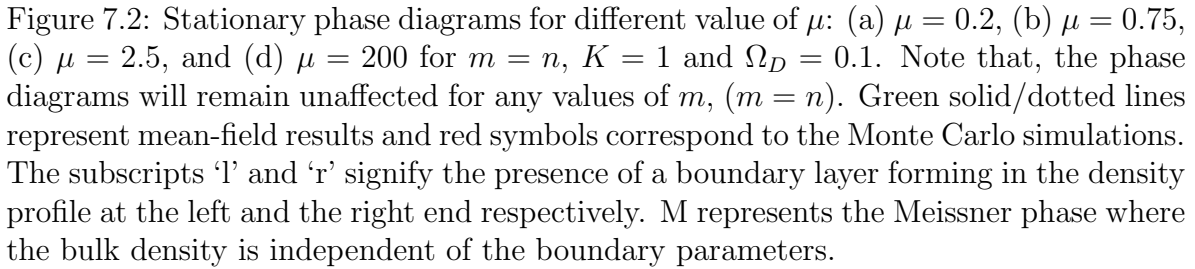 Figure 7.2: Stationary phase diagrams for different value of μ: (a) μ = 0.2, (b) μ = 0.75,
(c) μ = 2.5, and (d) μ = 200 for m = n, K = 1 and Ω_D = 0.1. Note that, the phase
diagrams will remain unaffected for any values of m, (m = n). Green solid/dotted lines
represent mean-field results and red symbols correspond to the Monte Carlo simulations.
The subscripts ‘l’ and ‘r’ signify the presence of a boundary layer forming in the density
profile at the left and the right end respectively. M represents the Meissner phase where
the bulk density is independent of the boundary parameters.